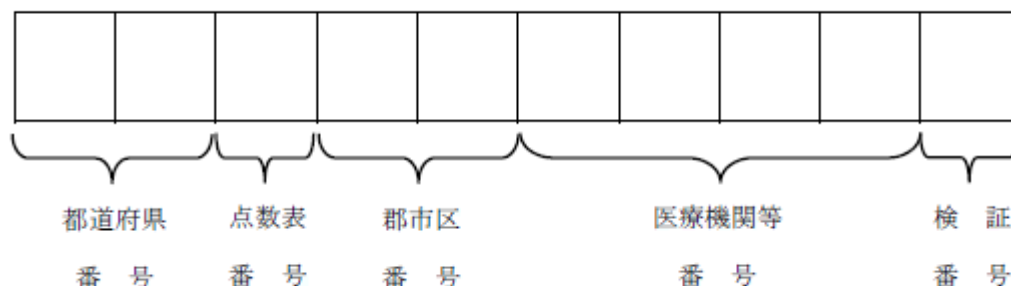 都道府県 点数表 郡市区 医療機関等 検 証
番 号 番 号 番 号 番 号 番 号